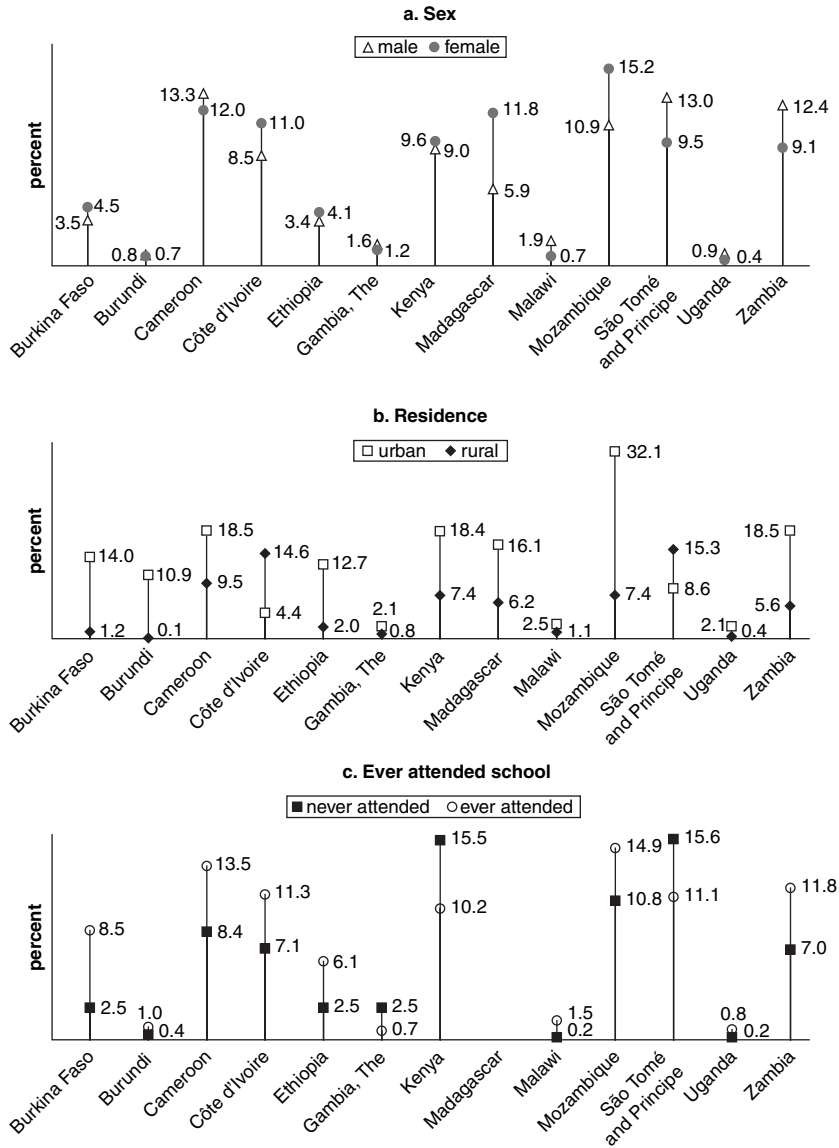 a. Sex
male female
percent
3.5 4.5
0.8 0.7
13.3 12.0
8.5 11.0
3.4 4.1
1.6 1.2
9.6 9.0
11.8 5.9
1.9 0.7
15.2 10.9
13.0 9.5
0.9 0.4
12.4 9.1
Burkina Faso
Burundi
Cameroon
Côte d'Ivoire
Ethiopia
Gambia, The
Kenya
Madagascar
Malawi
Mozambique
São Tomé
and Principe
Uganda
Zambia
b. Residence
urban rural
percent
14.0 1.2
10.9 0.1
18.5 9.5
14.6 4.4
12.7 2.0
2.1 0.8
18.4 7.4
16.1 6.2
2.5 1.1
32.1 7.4
15.3 8.6
2.1 0.4
18.5 5.6
Burkina Faso
Burundi
Cameroon
Côte d'Ivoire
Ethiopia
Gambia, The
Kenya
Madagascar
Malawi
Mozambique
São Tomé
and Principe
Uganda
Zambia
c. Ever attended school
never attended ever attended
percent
8.5 2.5
1.0 0.4
13.5 8.4
11.3 7.1
6.1 2.5
2.5 0.7
15.5 10.2
1.5 0.2
14.9 10.8
15.6 11.1
0.8 0.2
11.8 7.0
Burkina Faso
Burundi
Cameroon
Côte d'Ivoire
Ethiopia
Gambia, The
Kenya
Madagascar
Malawi
Mozambique
São Tomé
and Principe
Uganda
Zambia